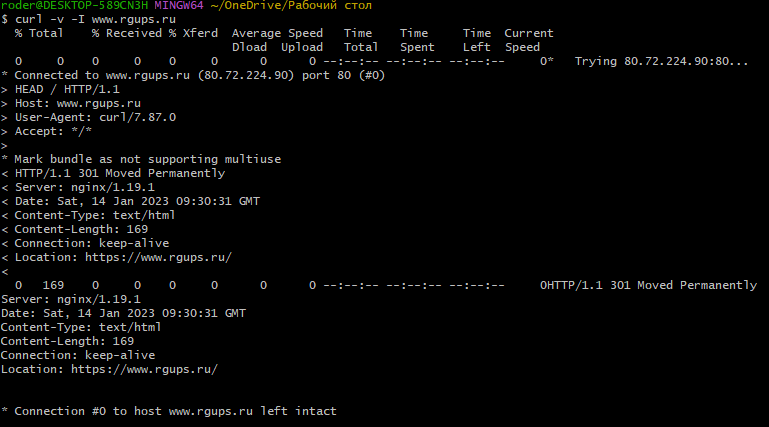 roder@DESKTOP-589CN3H MINGW64 ~/OneDrive/Рабочий стол
$ curl -v -I www.rgups.ru
  % Total    % Received % Xferd  Average Speed   Time    Time     Time  Current
                                 Dload  Upload   Total   Spent    Left  Speed
  0     0    0     0    0     0      0      0 --:--:-- --:--:-- --:--:--     0*   Trying 80.72.224.90:80...
* Connected to www.rgups.ru (80.72.224.90) port 80 (#0)
> HEAD / HTTP/1.1
> Host: www.rgups.ru
> User-Agent: curl/7.87.0
> Accept: */*
>
* Mark bundle as not supporting multiuse
< HTTP/1.1 301 Moved Permanently
< Server: nginx/1.19.1
< Date: Sat, 14 Jan 2023 09:30:31 GMT
< Content-Type: text/html
< Content-Length: 169
< Connection: keep-alive
< Location: https://www.rgups.ru/
<
  0   169    0     0    0     0      0      0 --:--:-- --:--:-- --:--:--     0HTTP/1.1 301 Moved Permanently
Server: nginx/1.19.1
Date: Sat, 14 Jan 2023 09:30:31 GMT
Content-Type: text/html
Content-Length: 169
Connection: keep-alive
Location: https://www.rgups.ru/
* Connection #0 to host www.rgups.ru left intact